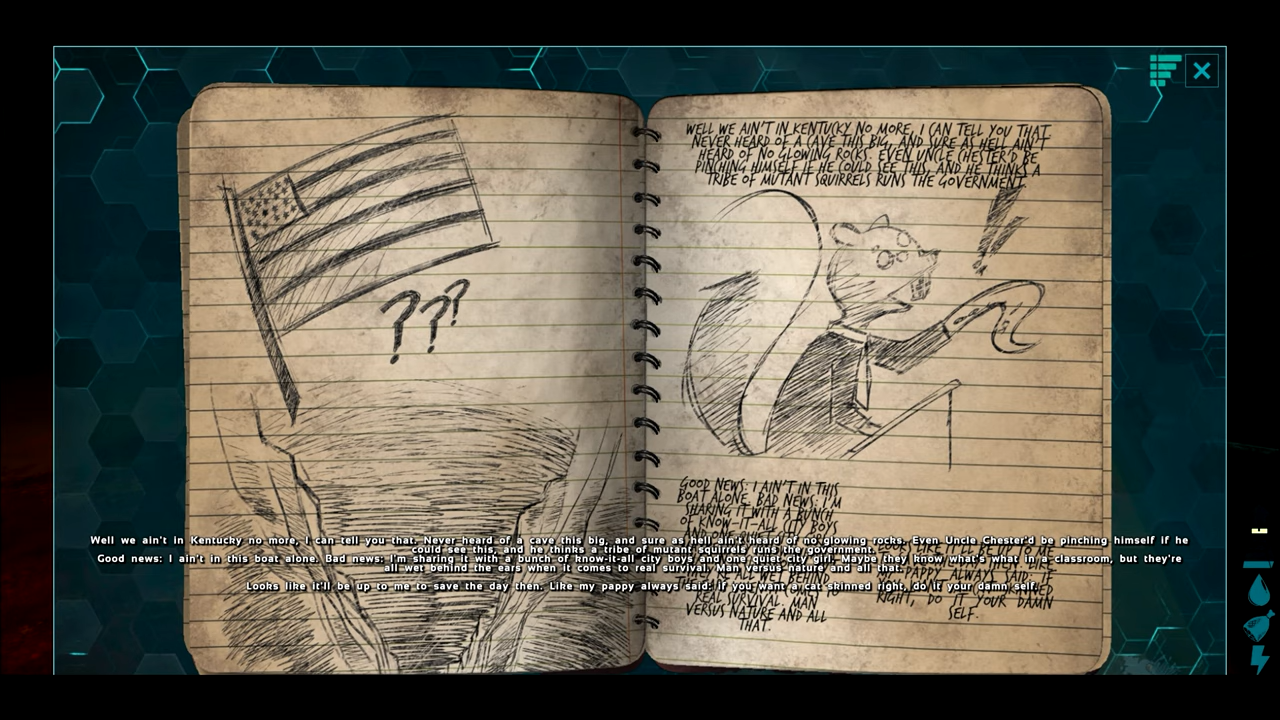 ???
WELL WE AIN'T IN KENTUCKY NO MORE, I CAN TELL YOU THAT.
NEVER HEARD OF A CAVE THIS BIG, AND SURE AS HELL AIN'T
HEARD OF NO GLOWING ROCKS. EVEN UNCLE CHESTER'D BE
PINCHING HIMSELF IF HE COULD SEE THIS, AND HE THINKS A
TRIBE OF MUTANT SQUIRRELS RUNS THE GOVERNMENT.
!
GOOD NEWS: I AIN'T IN THIS
BOAT ALONE. BAD NEWS: I'M
SHARING IT WITH A BUNCH
OF KNOW-IT-ALL CITY BOYS
REAL SURVIVAL. MAN
VERSUS NATURE AND ALL
THAT.
RIGHT, DO IT YOUR DAMN
SELF.
Well we ain't in Kentucky no more, I can tell you that. Never heard of a cave this big, and sure as hell ain't heard of no glowing rocks. Even Uncle Chester'd be pinching himself if he
could see this, and he thinks a tribe of mutant squirrels runs the government.
Good news: I ain't in this boat alone. Bad news: I'm sharing it with a bunch of know-it-all city boys and one quiet city girl. Maybe they know what's what in a classroom, but they're
all wet behind the ears when it comes to real survival. Man versus nature and all that.
Looks like it'll be up to me to save the day then. Like my pappy always said: if you want a cat skinned right, do it your damn self.